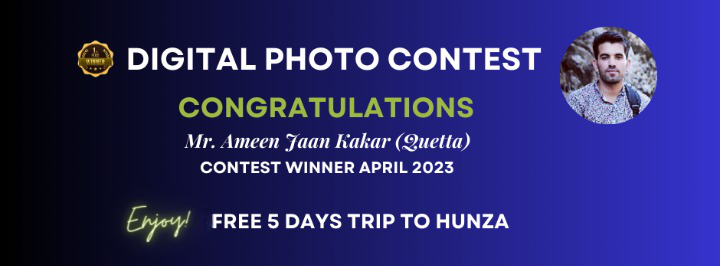 DIGITAL PHOTO CONTEST
CONGRATULATIONS
Mr. Ameen Jaan Kakar (Quetta)
CONTEST WINNER APRIL 2023
Enjoy! FREE 5 DAYS TRIP TO HUNZA
WINNER